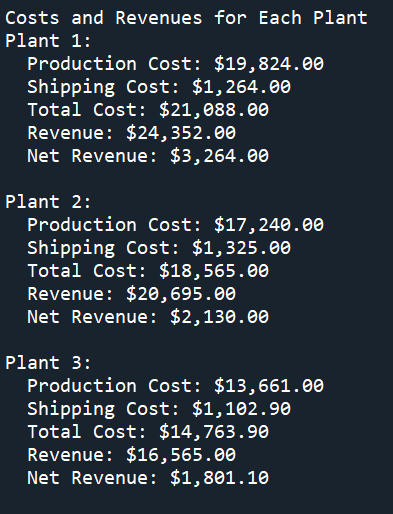 Costs and Revenues for Each Plant
Plant 1:
Production Cost: $19,824.00
Shipping Cost: $1,264.00
Total Cost: $21,088.00
Revenue: $24,352.00
Net Revenue: $3,264.00
Plant 2:
Production Cost: $17,240.00
Shipping Cost: $1,325.00
Total Cost: $18,565.00
Revenue: $20,695.00
Net Revenue: $2,130.00
Plant 3:
Production Cost: $13,661.00
Shipping Cost: $1,102.90
Total Cost: $14,763.90
Revenue: $16,565.00
Net Revenue: $1,801.10